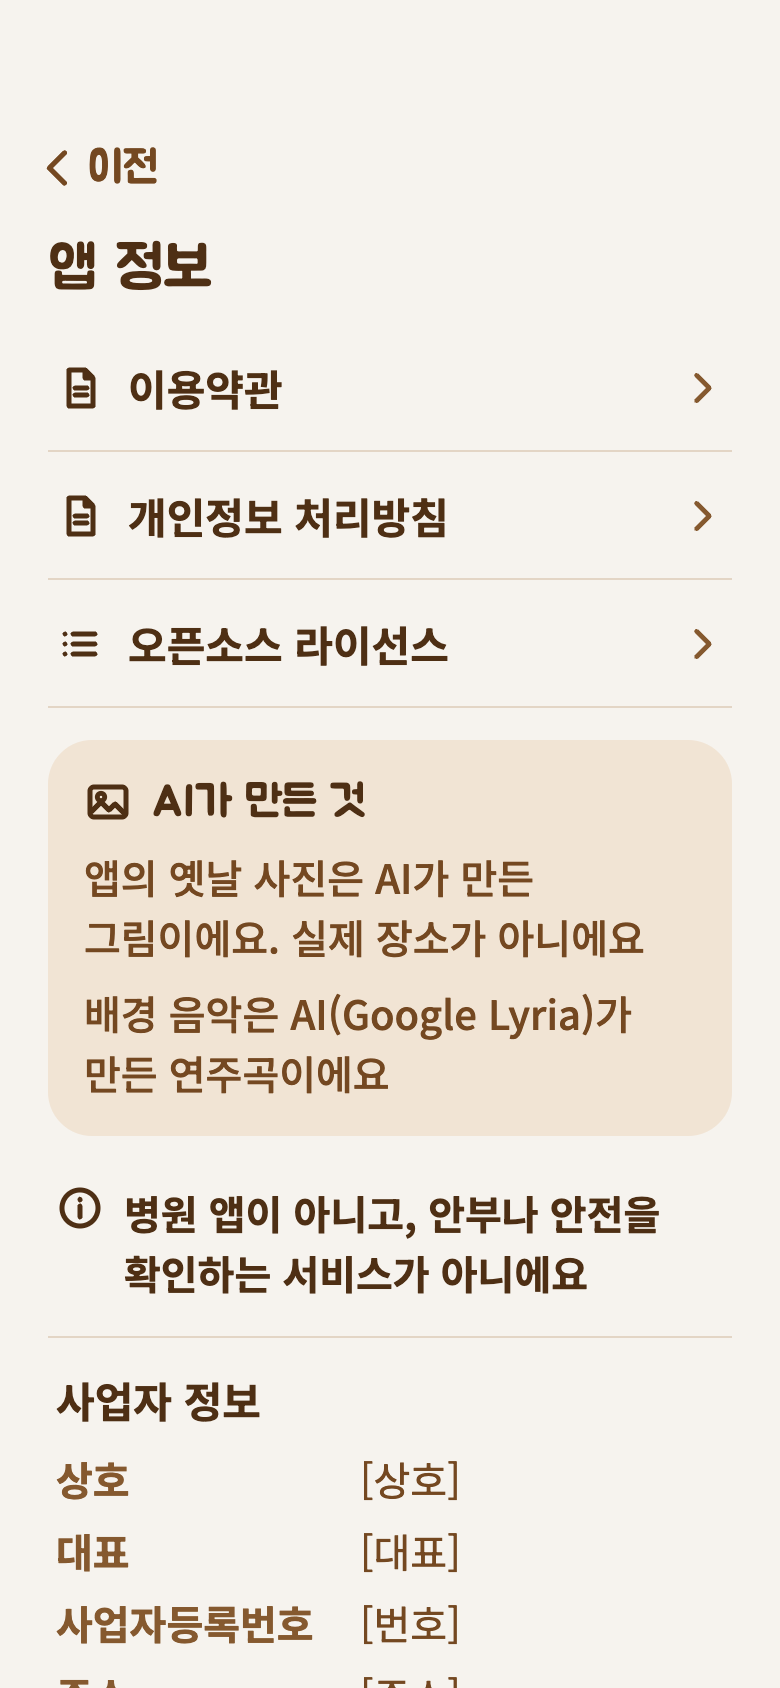 이전
앱 정보
이용약관
개인정보 처리방침
오픈소스 라이선스
AI가 만든 것
앱의 옛날 사진은 AI가 만든
그림이에요. 실제 장소가 아니에요
배경 음악은 AI(Google Lyria)가
만든 연주곡이에요
병원 앱이 아니고, 안부나 안전을
확인하는 서비스가 아니에요
사업자 정보
상호 [상호]
대표 [대표]
사업자등록번호 [번호]